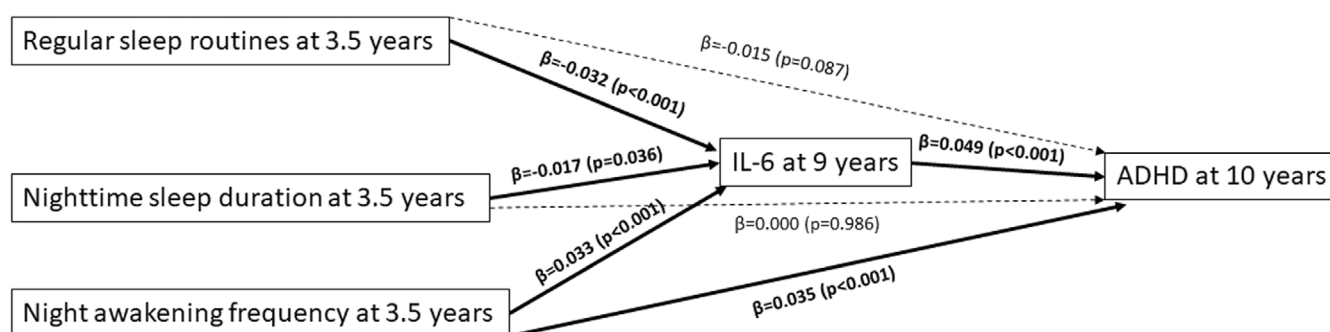 Regular sleep routines at 3.5 years
β=-0.015 (p=0.087)
β=-0.032 (p<0.001)
IL-6 at 9 years
β=0.049 (p<0.001)
ADHD at 10 years
β=-0.017 (p=0.036)
Nighttime sleep duration at 3.5 years
β=0.000 (p=0.986)
β=0.033 (p<0.001)
Night awakening frequency at 3.5 years
β=0.035 (p<0.001)